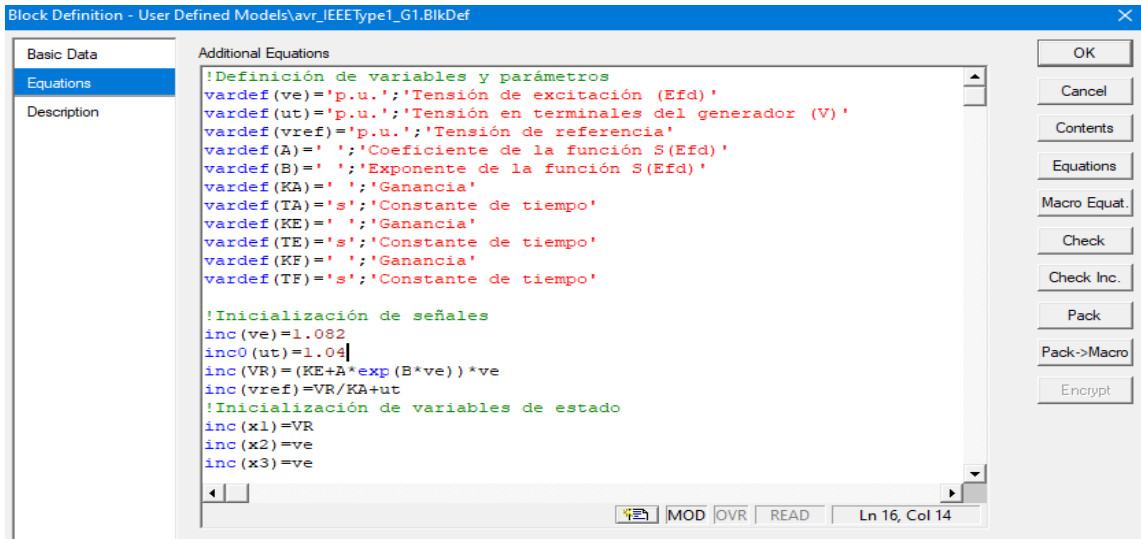 Block Definition - User Defined Models\avr_IEEEType1_G1.BlkDef
Basic Data
Equations
Description
Additional Equations
!Definición de variables y parámetros
vardef(ve)='p.u.';'Tensión de excitación (Efd)'
vardef(ut)='p.u.';'Tensión en terminales del generador (V)'
vardef(vref)='p.u.';'Tensión de referencia'
vardef(A)=' ';'Coeficiente de la función S(Efd)'
vardef(B)=' ';'Exponente de la función S(Efd)'
vardef(KA)=' ';'Ganancia'
vardef(TA)='s';'Constante de tiempo'
vardef(KE)=' ';'Ganancia'
vardef(TE)='s';'Constante de tiempo'
vardef(KF)=' ';'Ganancia'
vardef(TF)='s';'Constante de tiempo'
!Inicialización de señales
inc(ve)=1.082
inc0(ut)=1.04
inc(VR)=(KE+A*exp(B*ve))*ve
inc(vref)=VR/KA+ut
!Inicialización de variables de estado
inc(x1)=VR
inc(x2)=ve
inc(x3)=ve
MOD OVR READ Ln 16, Col 14
OK
Cancel
Contents
Equations
Macro Equat.
Check
Check Inc.
Pack
Pack->Macro
Encrypt